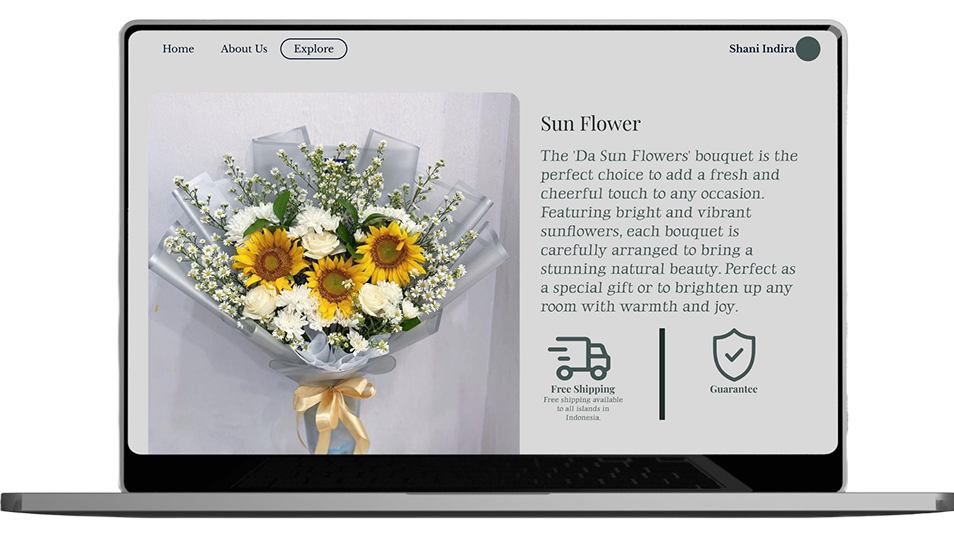 Home About Us Explore Shani Indira
Sun Flower
The 'Da Sun Flowers' bouquet is the
perfect choice to add a fresh and
cheerful touch to any occasion.
Featuring bright and vibrant
sunflowers, each bouquet is
carefully arranged to bring a
stunning natural beauty. Perfect as
a special gift or to brighten up any
room with warmth and joy.
Free Shipping
Free shipping available
to all islands in
Indonesia.
Guarantee